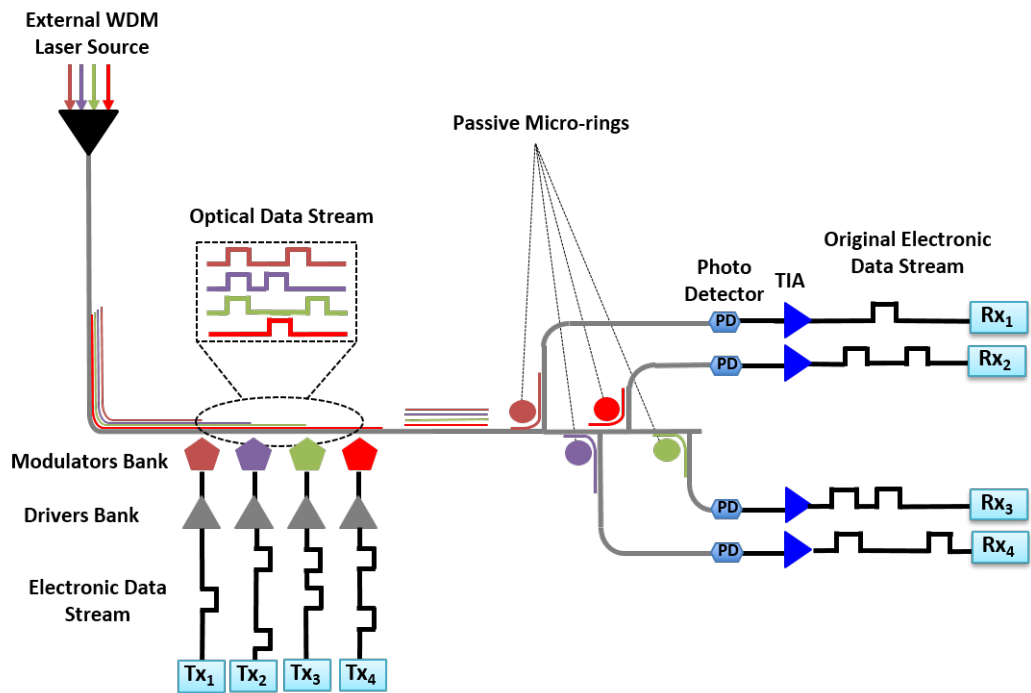 External WDM
Laser Source
Passive Micro-rings
Optical Data Stream
Original Electronic
Data Stream
Photo
Detector
TIA
PD
Rx1
PD
Rx2
Modulators Bank
Drivers Bank
PD
Rx3
PD
Rx4
Electronic Data
Stream
Tx1
Tx2
Tx3
Tx4